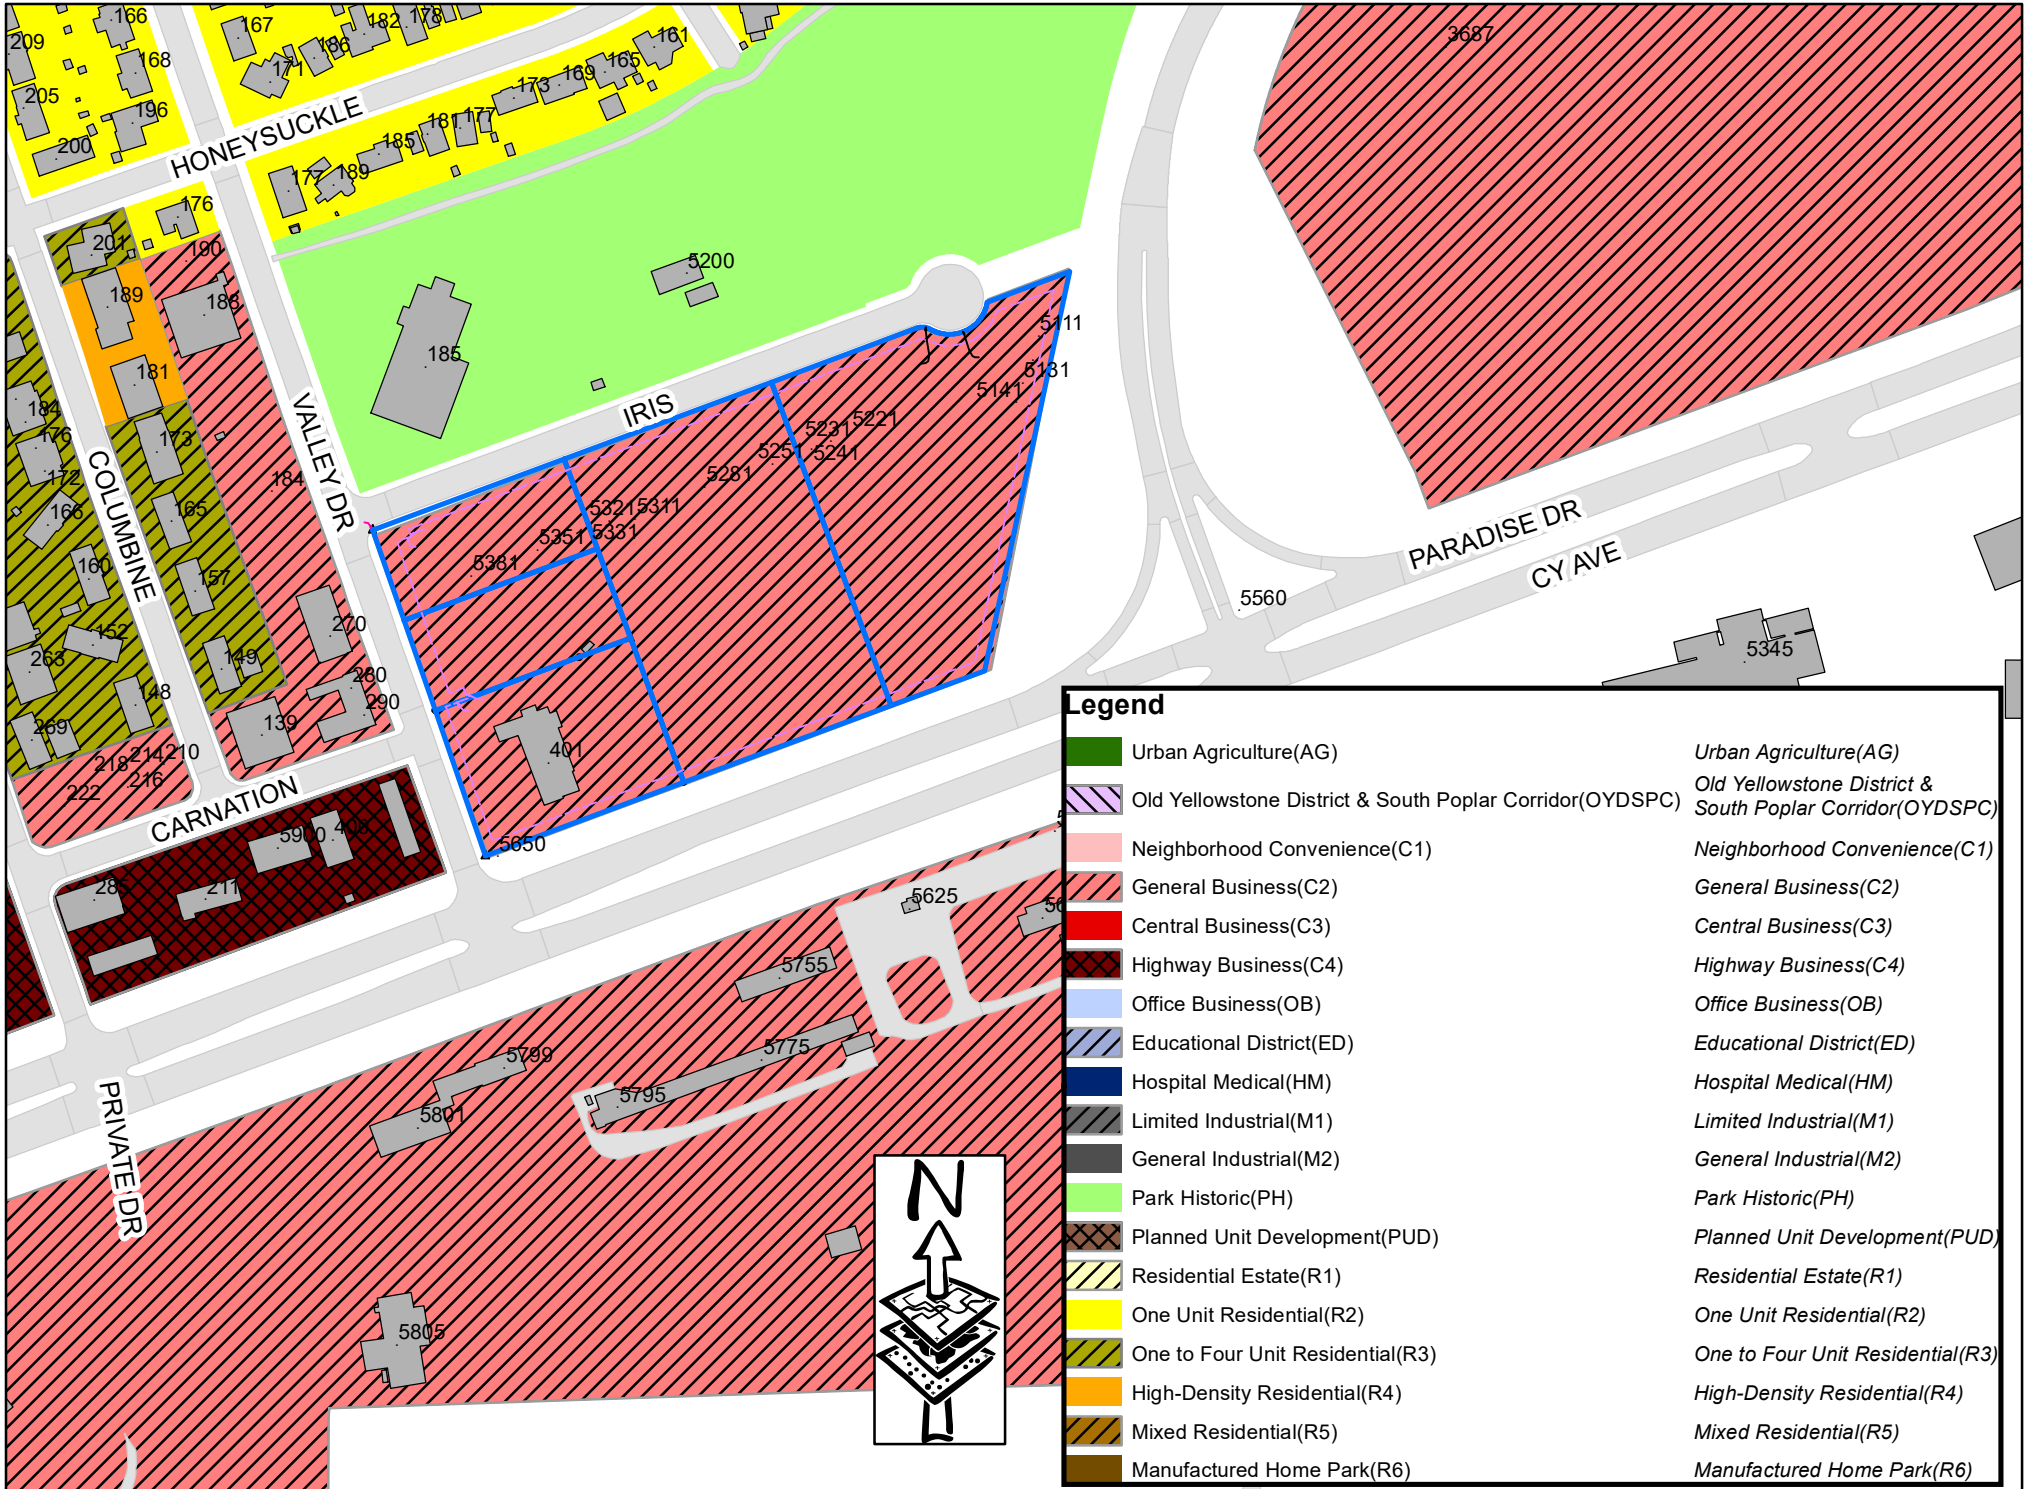 166
167
182
178
209
186
161
168
171
165
169
173
205
196
177
181
HONEYSUCKLE
185
200
177
189
176
201
190
5200
189
188
5111
185
5131
181
5141
IRIS
184
5221
5231
176
173
VALLEY DR
5251
5241
COLUMBINE
172
184
5281
166
165
5321
5311
5351
5331
160
5381
157
152
270
263
149
280
148
290
269
139
401
214
210
218
216
222
CARNATION
5900
409
5650
285
211
5625
5755
5799
5775
5795
5801
PRIVATE DR
5805
3687
PARADISE DR
CY AVE
5560
5345
N
Legend
Urban Agriculture(AG) Urban Agriculture(AG)
Old Yellowstone District & South Poplar Corridor(OYDSPC) Old Yellowstone District &
South Poplar Corridor(OYDSPC)
Neighborhood Convenience(C1) Neighborhood Convenience(C1)
General Business(C2) General Business(C2)
Central Business(C3) Central Business(C3)
Highway Business(C4) Highway Business(C4)
Office Business(OB) Office Business(OB)
Educational District(ED) Educational District(ED)
Hospital Medical(HM) Hospital Medical(HM)
Limited Industrial(M1) Limited Industrial(M1)
General Industrial(M2) General Industrial(M2)
Park Historic(PH) Park Historic(PH)
Planned Unit Development(PUD) Planned Unit Development(PUD)
Residential Estate(R1) Residential Estate(R1)
One Unit Residential(R2) One Unit Residential(R2)
One to Four Unit Residential(R3) One to Four Unit Residential(R3)
High-Density Residential(R4) High-Density Residential(R4)
Mixed Residential(R5) Mixed Residential(R5)
Manufactured Home Park(R6) Manufactured Home Park(R6)